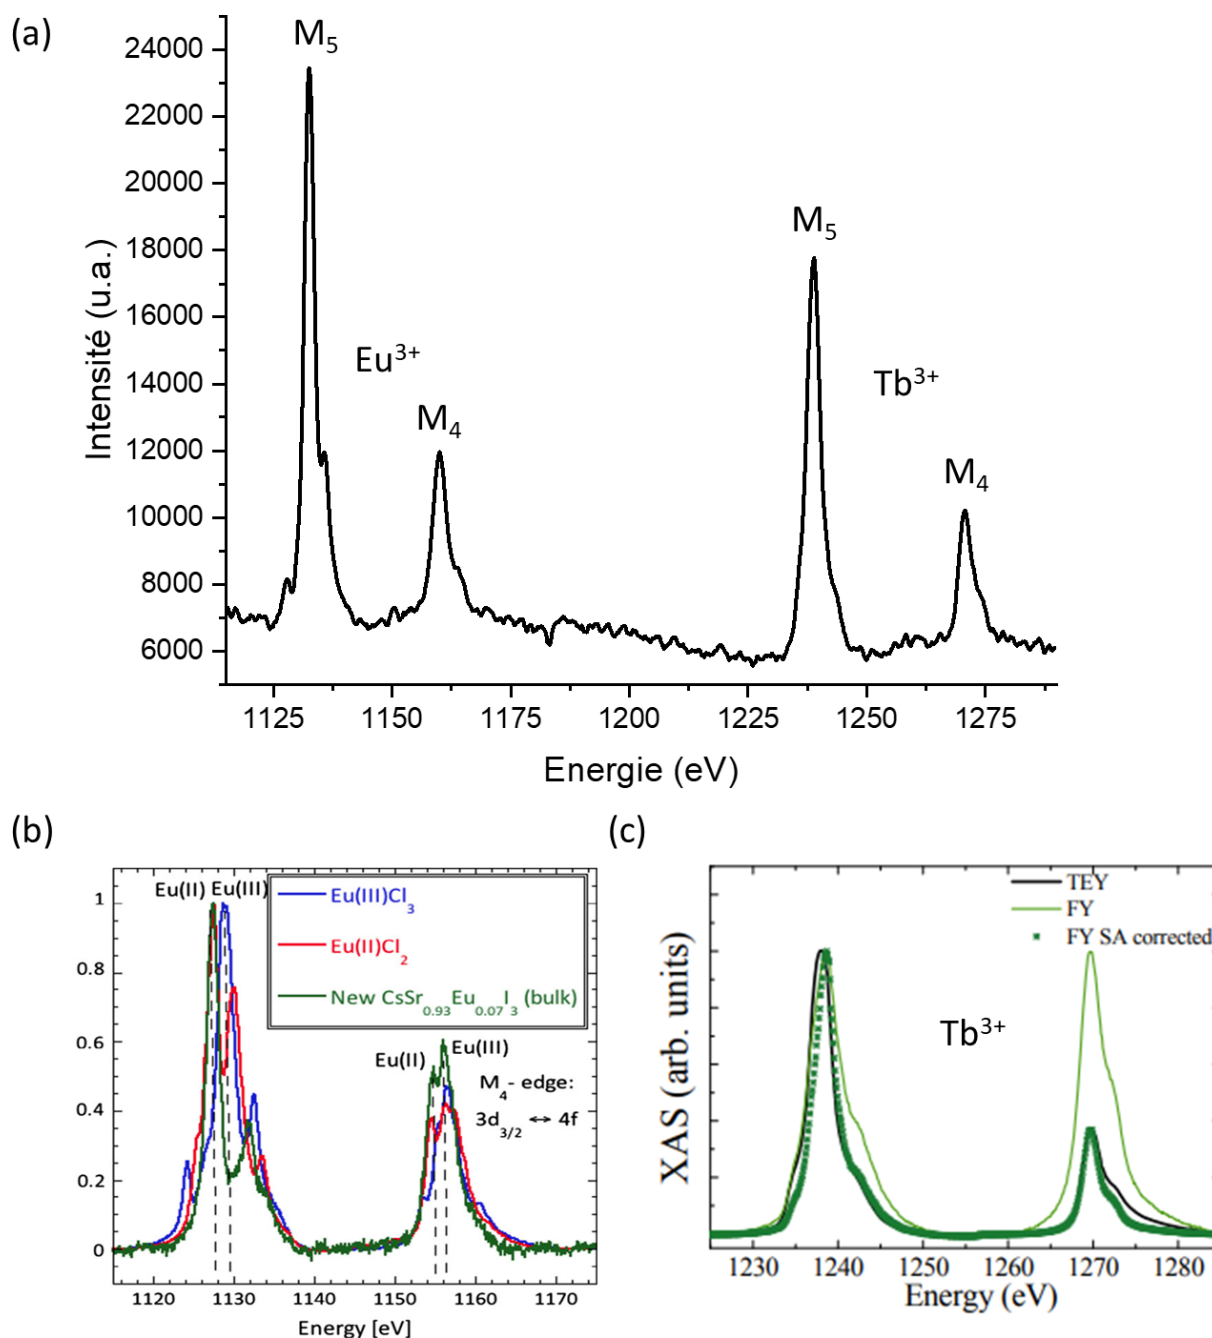 (a)
M5
24000
22000
20000
18000
16000
14000
12000
10000
8000
6000
Intensité (u.a.)
M5
Eu3+
Tb3+
M4
M4
1125 1150 1175 1200 1225 1250 1275
Energie (eV)
(b)
Eu(II) Eu(III)
Eu(III)Cl3
Eu(II)Cl2
New CsSr0.93Eu0.07I3 (bulk)
1
0.8
0.6
0.4
0.2
0
Eu(II) Eu(III)
M4- edge:
3d3/2 ↔ 4f
1120 1130 1140 1150 1160 1170
Energy [eV]
(c)
TEY
FY
FY SA corrected
Tb3+
XAS (arb. units)
1230 1240 1250 1260 1270 1280
Energy (eV)